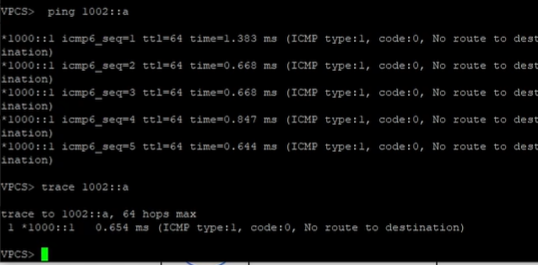 VPCS> ping 1002::a
*1000::1 icmp6_seq=1 ttl=64 time=1.383 ms (ICMP type:1, code:0, No route to dest
ination)
*1000::1 icmp6_seq=2 ttl=64 time=0.668 ms (ICMP type:1, code:0, No route to dest
ination)
*1000::1 icmp6_seq=3 ttl=64 time=0.668 ms (ICMP type:1, code:0, No route to dest
ination)
*1000::1 icmp6_seq=4 ttl=64 time=0.847 ms (ICMP type:1, code:0, No route to dest
ination)
*1000::1 icmp6_seq=5 ttl=64 time=0.644 ms (ICMP type:1, code:0, No route to dest
ination)
VPCS> trace 1002::a
trace to 1002::a, 64 hops max
1 *1000::1 0.654 ms (ICMP type:1, code:0, No route to destination)
VPCS>